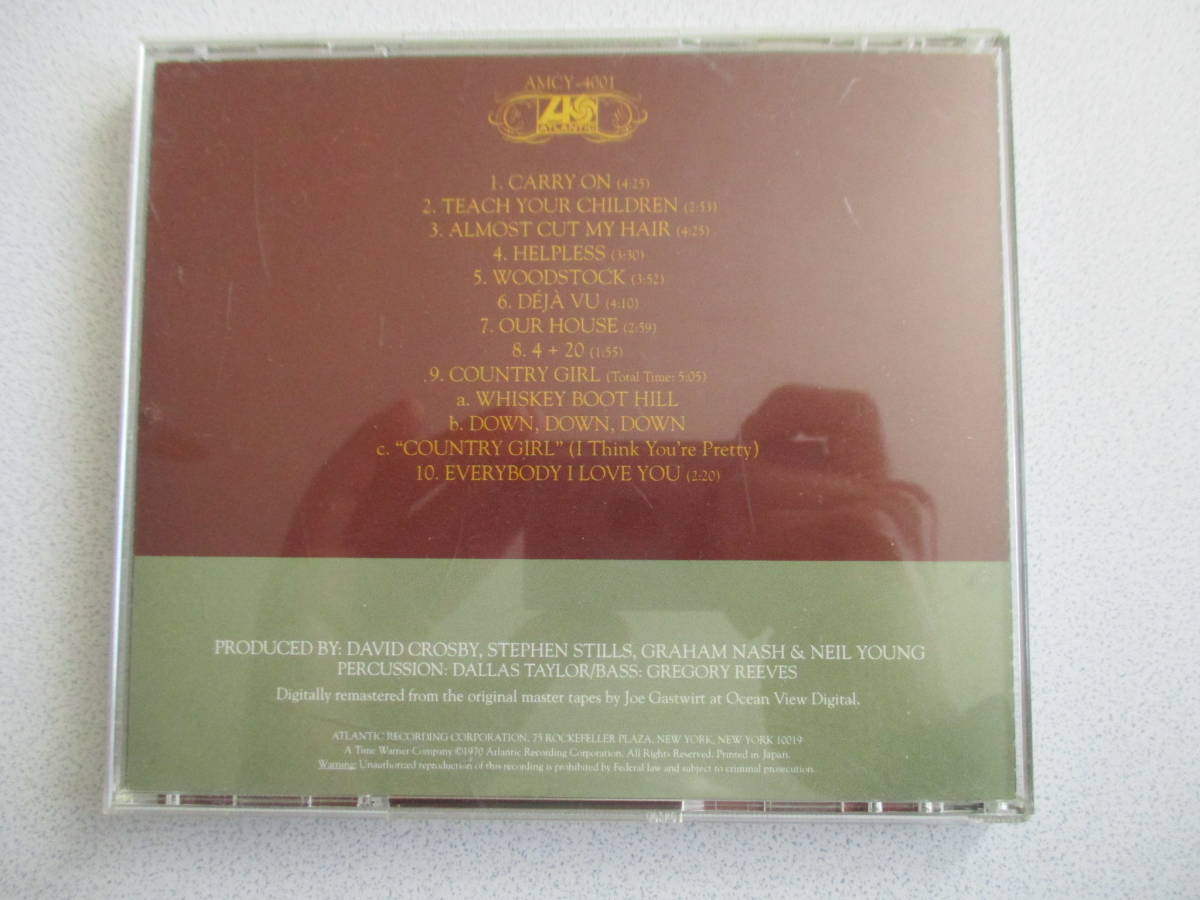 AMCY-4001
ATLANTIC
1. CARRY ON (4:25)
2. TEACH YOUR CHILDREN (2:53)
3. ALMOST CUT MY HAIR (4:25)
4. HELPLESS (3:30)
5. WOODSTOCK (3:52)
6. DÉJÀ VU (4:10)
7. OUR HOUSE (2:59)
8. 4 + 20 (1:55)
9. COUNTRY GIRL (Total Time: 5:05)
a. WHISKEY BOOT HILL
b. DOWN, DOWN, DOWN
c. “COUNTRY GIRL” (I Think You're Pretty)
10. EVERYBODY I LOVE YOU (2:20)
PRODUCED BY: DAVID CROSBY, STEPHEN STILLS, GRAHAM NASH & NEIL YOUNG
PERCUSSION: DALLAS TAYLOR/BASS: GREGORY REEVES
Digitally remastered from the original master tapes by Joe Gastwirt at Ocean View Digital.
ATLANTIC RECORDING CORPORATION, 75 ROCKEFELLER PLAZA, NEW YORK, NEW YORK 10019
A Time Warner Company ©1970 Atlantic Recording Corporation. All Rights Reserved. Printed in Japan.
Warning: Unauthorized reproduction of this recording is prohibited by Federal law and subject to criminal prosecution.